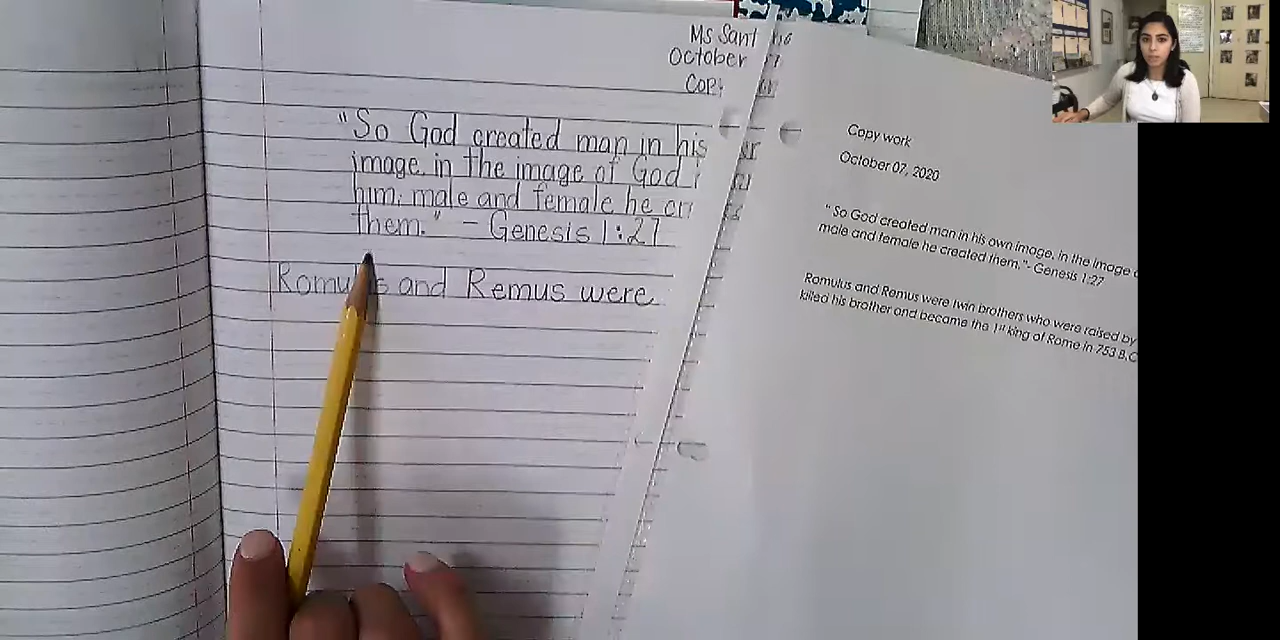 Ms Sant
October
Copy
"So God created man in his
image, in the image of God
him; male and female he
them." - Genesis 1:27
Romulus and Remus were
Copy work
October 07, 2020
" So God created man in his own image, in the image
male and female he created them."- Genesis 1:27
Romulus and Remus were twin brothers who were raised by
killed his brother and became the 1st king of Rome in 753 B.C